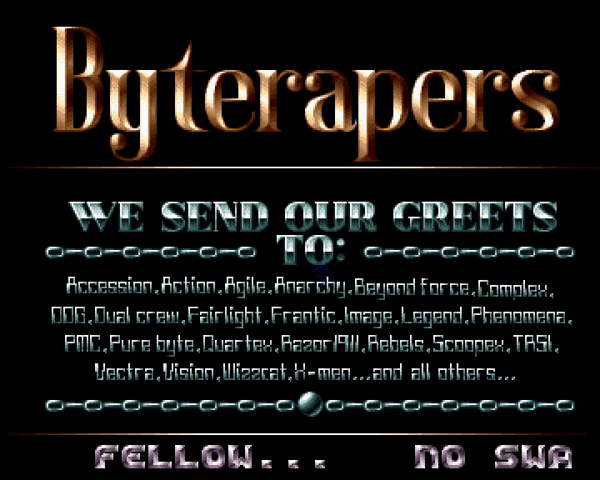 Byterapers
WE SEND OUR GREETS
TO:
Accession,Action,Agile,Anarchy,Beyond force,Complex,
DOG,Dual crew,Fairlight,Frantic,Image,Legend,Phenomena,
PMC,Pure byte,Quartex,Razor1911,Rebels,Scoopex,TRSI,
Vectra,Vision,Wizzcat,X-men...and all others...
FELLOW... NO SWA